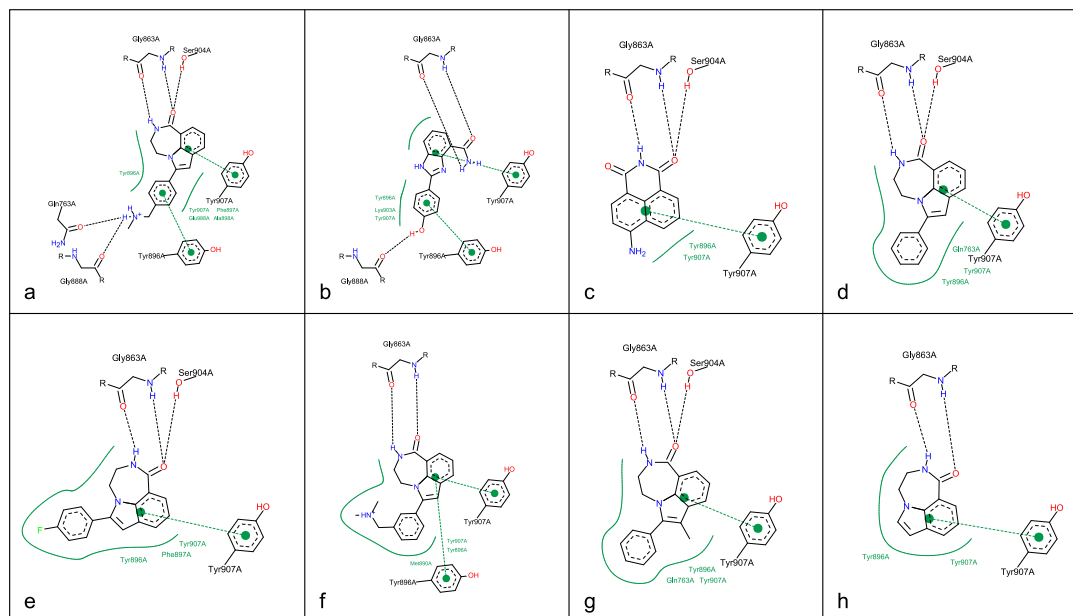 Gly863A
R
N
R
H
O
O
Ser904A
H
H
O
N
N
HO
Tyr896A
Tyr907A
Tyr907A Phe897A
Glu988A Ala898A
Gln763A
H
N+
O
H2N
R
N
H
O
R
Gly888A
Tyr896A
OH
a
Gly863A
R
N
R
H
O
O
N
H
H
HN
N
HO
Tyr907A
Tyr896A
Lys903A
Tyr907A
H
O
O
R
N
H
R
Gly888A
Tyr896A
OH
b
Gly863A
R
N
R
H
O
O
Ser904A
H
H
O
N
O
HO
NH2
Tyr896A
Tyr907A
Tyr907A
c
Gly863A
R
N
R
H
O
O
Ser904A
H
H
O
N
N
HO
Gln763A
Tyr907A
Tyr907A
Tyr896A
d
Gly863A
R
N
R
H
O
O
Ser904A
H
H
N
O
N
F
HO
Tyr907A
Tyr896A
Phe897A
Tyr907A
e
Gly863A
R
N
R
H
O
H
O
N
N
HO
Tyr907A
HN+
Tyr907A
Tyr896A
Met890A
Tyr896A
OH
f
Gly863A
R
N
R
H
O
O
Ser904A
H
H
O
N
N
HO
Tyr896A
Gln763A Tyr907A
Tyr907A
g
Gly863A
R
N
R
H
O
H
N
O
N
HO
Tyr896A
Tyr907A
Tyr907A
h